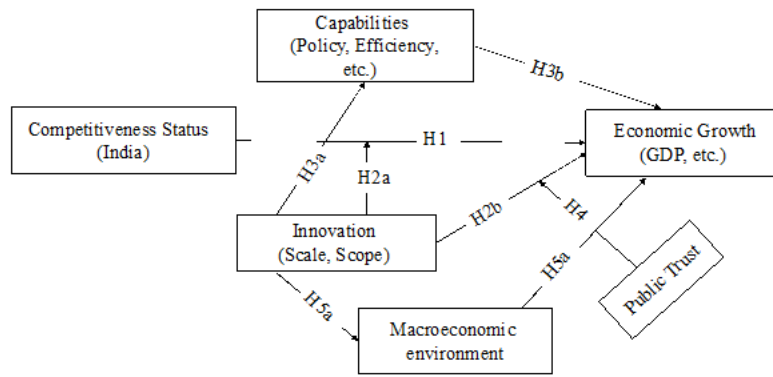 Capabilities
(Policy, Efficiency,
etc.)
H3b
Competitiveness Status
(India)
H1
Economic Growth
(GDP, etc.)
H3a
H2a
H2b
H4
Innovation
(Scale, Scope)
H5a
H5a
Public Trust
Macroeconomic
environment